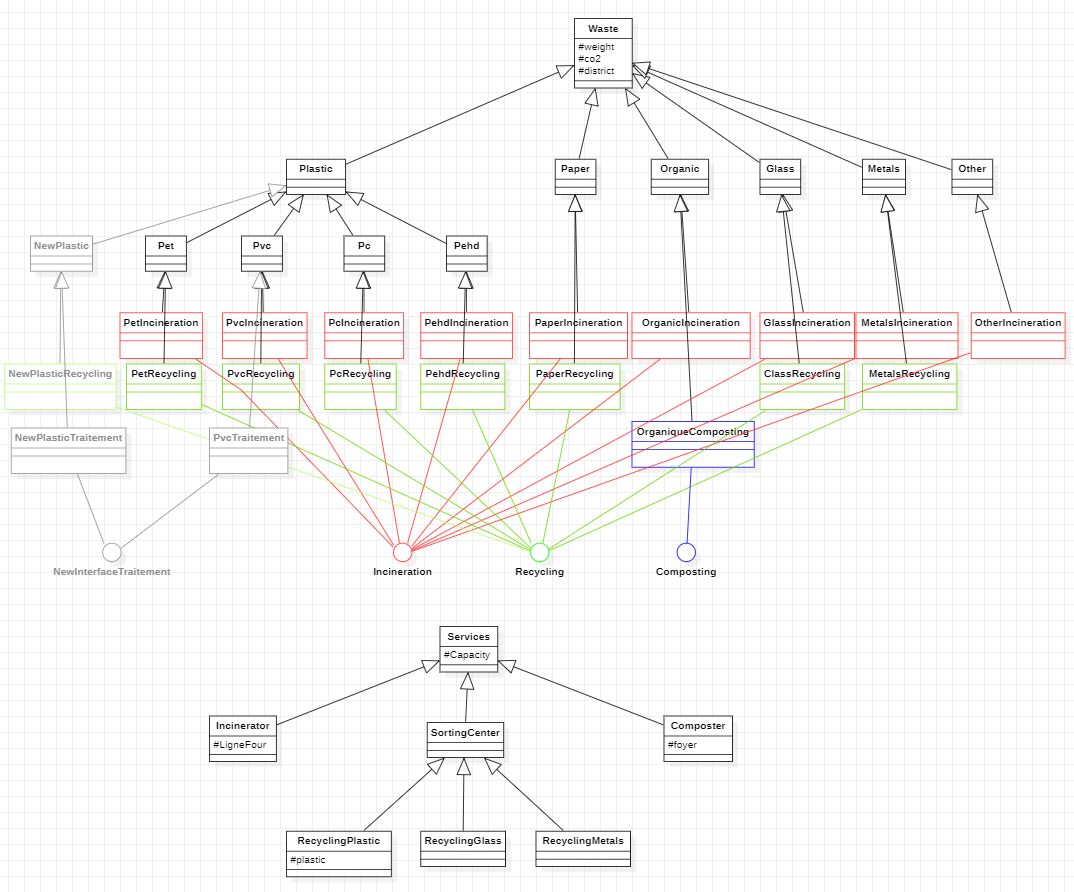 Waste
#weight
#co2
#district
Plastic
Paper
Organic
Glass
Metals
Other
NewPlastic
Pet
Pvc
Pc
Pehd
PetIncineration
PvcIncineration
PcIncineration
PehdIncineration
PaperIncineration
OrganicIncineration
GlassIncineration
MetalsIncineration
OtherIncineration
NewPlasticRecycling
PetRecycling
PvcRecycling
PcRecycling
PehdRecycling
PaperRecycling
ClassRecycling
MetalsRecycling
NewPlasticTraitement
PvcTraitement
OrganiqueComposting
NewInterfaceTraitement
Incineration
Recycling
Composting
Services
#Capacity
Incinerator
#LigneFour
SortingCenter
Composter
#foyer
RecyclingPlastic
#plastic
RecyclingGlass
RecyclingMetals